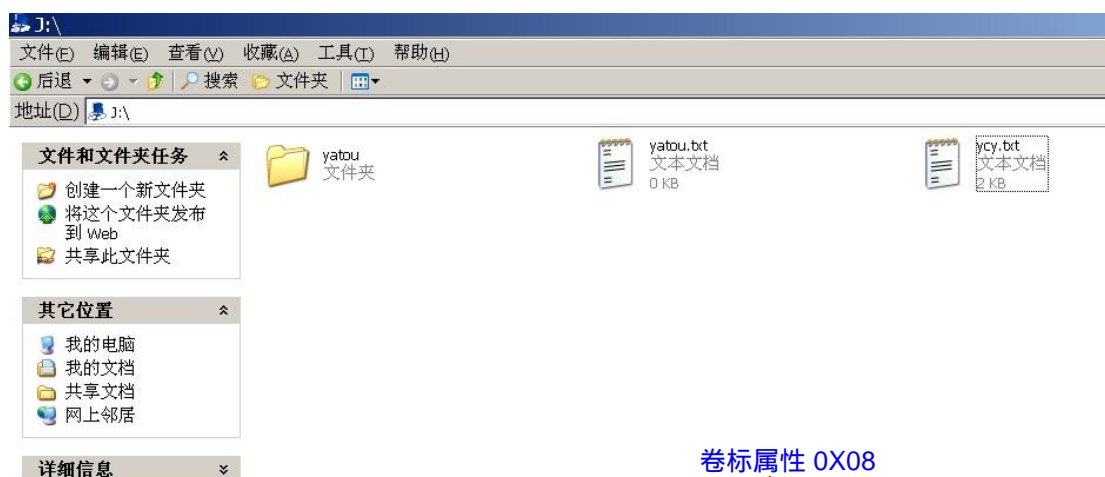 J:\
文件(F) 编辑(E) 查看(V) 收藏(A) 工具(T) 帮助(H)
后退 搜索 文件夹
地址(D) J:\
文件和文件夹任务
创建一个新文件夹
将这个文件夹发布
到 Web
共享此文件夹
其它位置
我的电脑
我的文档
共享文档
网上邻居
详细信息
yatou
文件夹
yatou.txt
文本文档
0 KB
ycy.txt
文本文档
2 KB
卷标属性 0X08